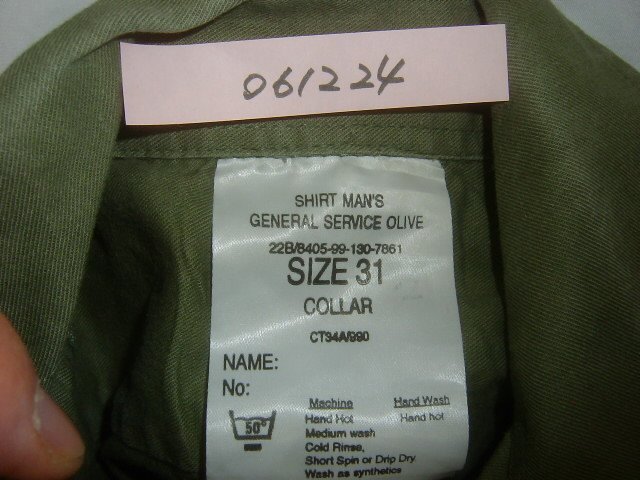 061224
SHIRT MAN'S
GENERAL SERVICE OLIVE
22B/8405-99-130-7861
SIZE 31
COLLAR
CT34A/990
NAME:
No:
Machine Hand Wash
50° Hand Hot Hand hot
Medium wash
Cold Rinse,
Short Spin or Drip Dry
Wash as synthetics